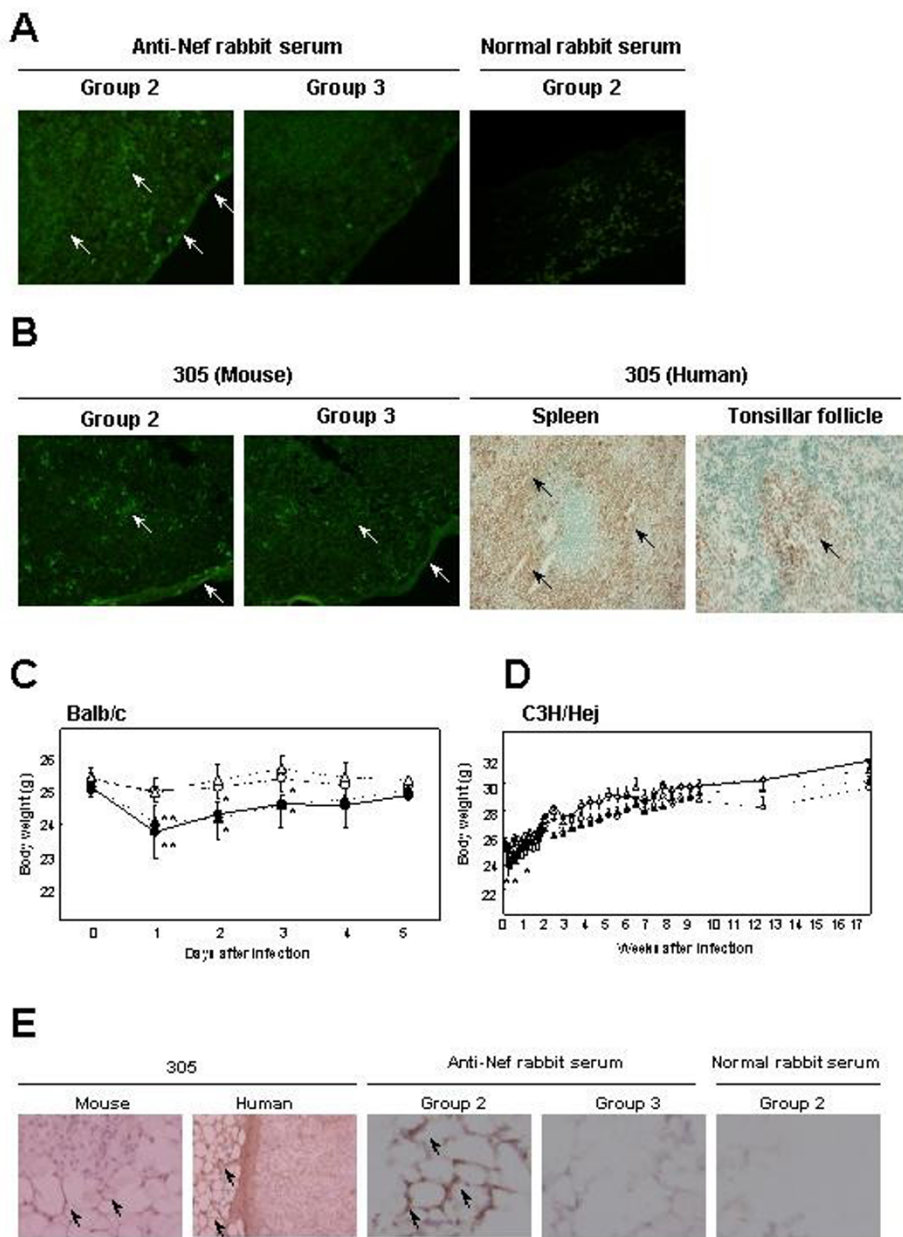 A
Anti-Nef rabbit serum Normal rabbit serum
Group 2 Group 3 Group 2
B
305 (Mouse) 305 (Human)
Group 2 Group 3 Spleen Tonsillar follicle
C
Balb/c
Body weight (g)
26
25
24
23
22
^^
^^
^
^
^
^
0 1 2 3 4 5
Days after infection
D
C3H/Hej
Body weight (g)
32
30
28
26
24
22
^ ^ ^
0 1 2 3 4 5 6 7 8 9 10 11 12 13 14 15 16 17
Weeks after infection
E
305 Anti-Nef rabbit serum Normal rabbit serum
Mouse Human Group 2 Group 3 Group 2